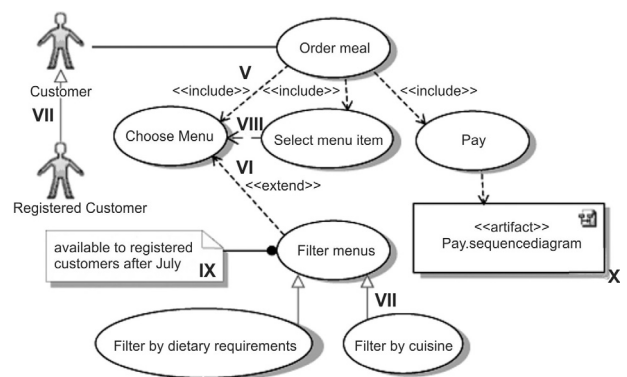 Order meal
Customer
V
<<include>>
<<include>>
<<include>>
VII
Choose Menu
VIII
Select menu item
Pay
VI
<<extend>>
Registered Customer
<<artifact>>
Pay.sequencediagram
X
available to registered
customers after July
IX
Filter menus
VII
Filter by dietary requirements
Filter by cuisine